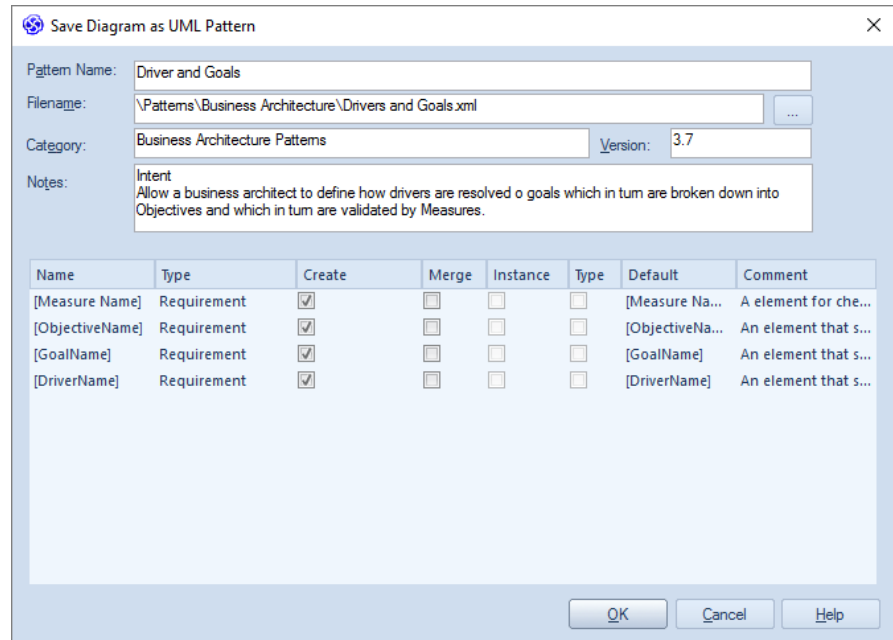 Save Diagram as UML Pattern
Pattern Name: Driver and Goals
Filename: \Patterns\Business Architecture\Drivers and Goals.xml ...
Category: Business Architecture Patterns Version: 3.7
Notes: Intent
Allow a business architect to define how drivers are resolved o goals which in turn are broken down into
Objectives and which in turn are validated by Measures.
Name Type Create Merge Instance Type Default Comment
[Measure Name] Requirement [Measure Na... A element for che...
[ObjectiveName] Requirement [ObjectiveNa... An element that s...
[GoalName] Requirement [GoalName] An element that s...
[DriverName] Requirement [DriverName] An element that s...
OK Cancel Help